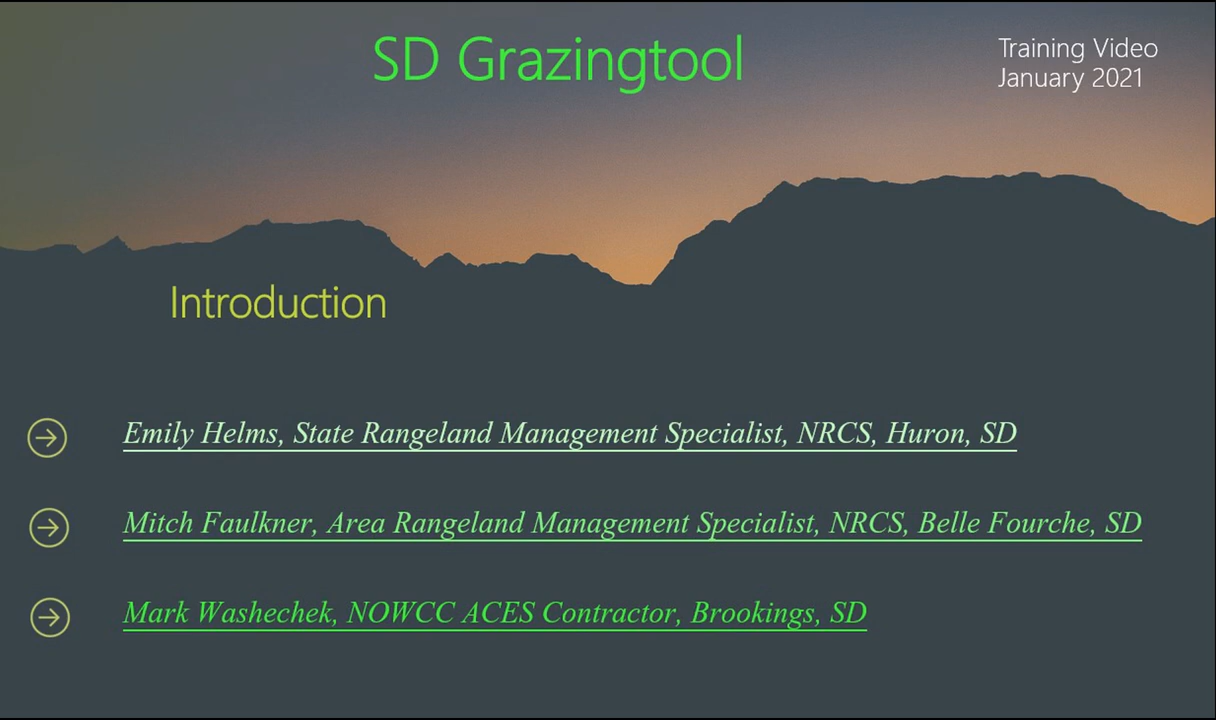 SD Grazingtool
Training Video
January 2021
Introduction
Emily Helms, State Rangeland Management Specialist, NRCS, Huron, SD
Mitch Faulkner, Area Rangeland Management Specialist, NRCS, Belle Fourche, SD
Mark Washechek, NOWCC ACES Contractor, Brookings, SD